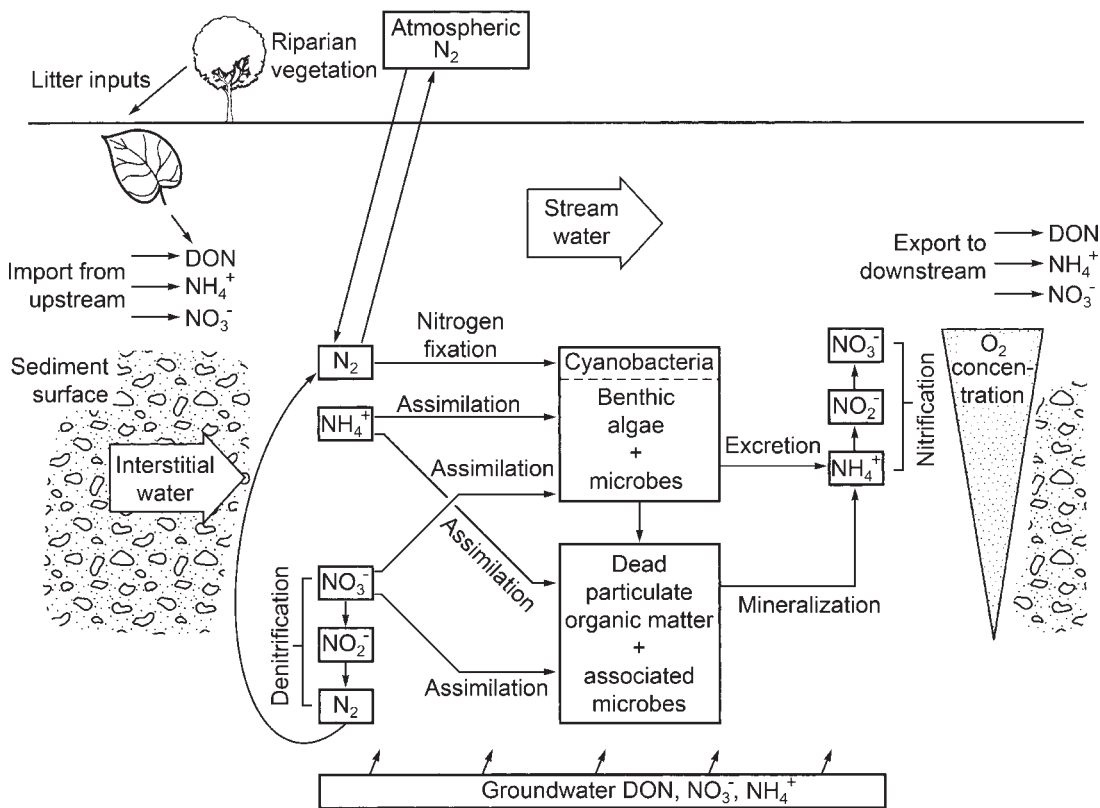 Atmospheric
N₂
Riparian
vegetation
Litter inputs
Stream
water
DON
NH₄⁺
NO₃⁻
Import from
upstream
Export to
downstream
DON
NH₄⁺
NO₃⁻
Sediment
surface
Interstitial
water
N₂
Nitrogen
fixation
Cyanobacteria
Benthic
algae
+
microbes
NH₄⁺
Assimilation
Assimilation
Assimilation
Excretion
NO₃⁻
NO₂⁻
NH₄⁺
Nitrification
O₂
concen-
tration
Denitrification
NO₃⁻
NO₂⁻
N₂
Assimilation
Dead
particulate
organic matter
+
associated
microbes
Mineralization
Groundwater DON, NO₃⁻, NH₄⁺